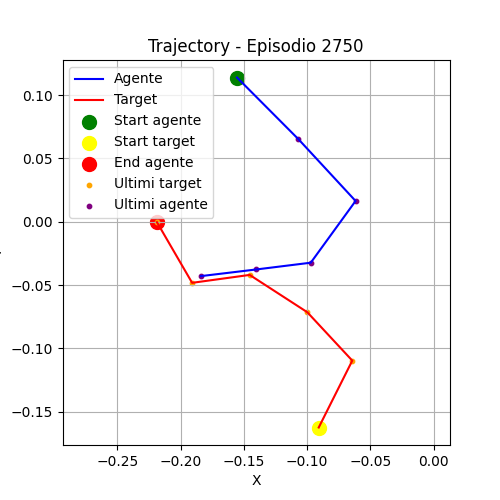 Trajectory - Episodio 2750
Agente
Target
Start agente
Start target
End agente
Ultimi target
Ultimi agente
0.10
0.05
0.00
−0.05
−0.10
−0.15
−0.25
−0.20
−0.15
−0.10
−0.05
0.00
X